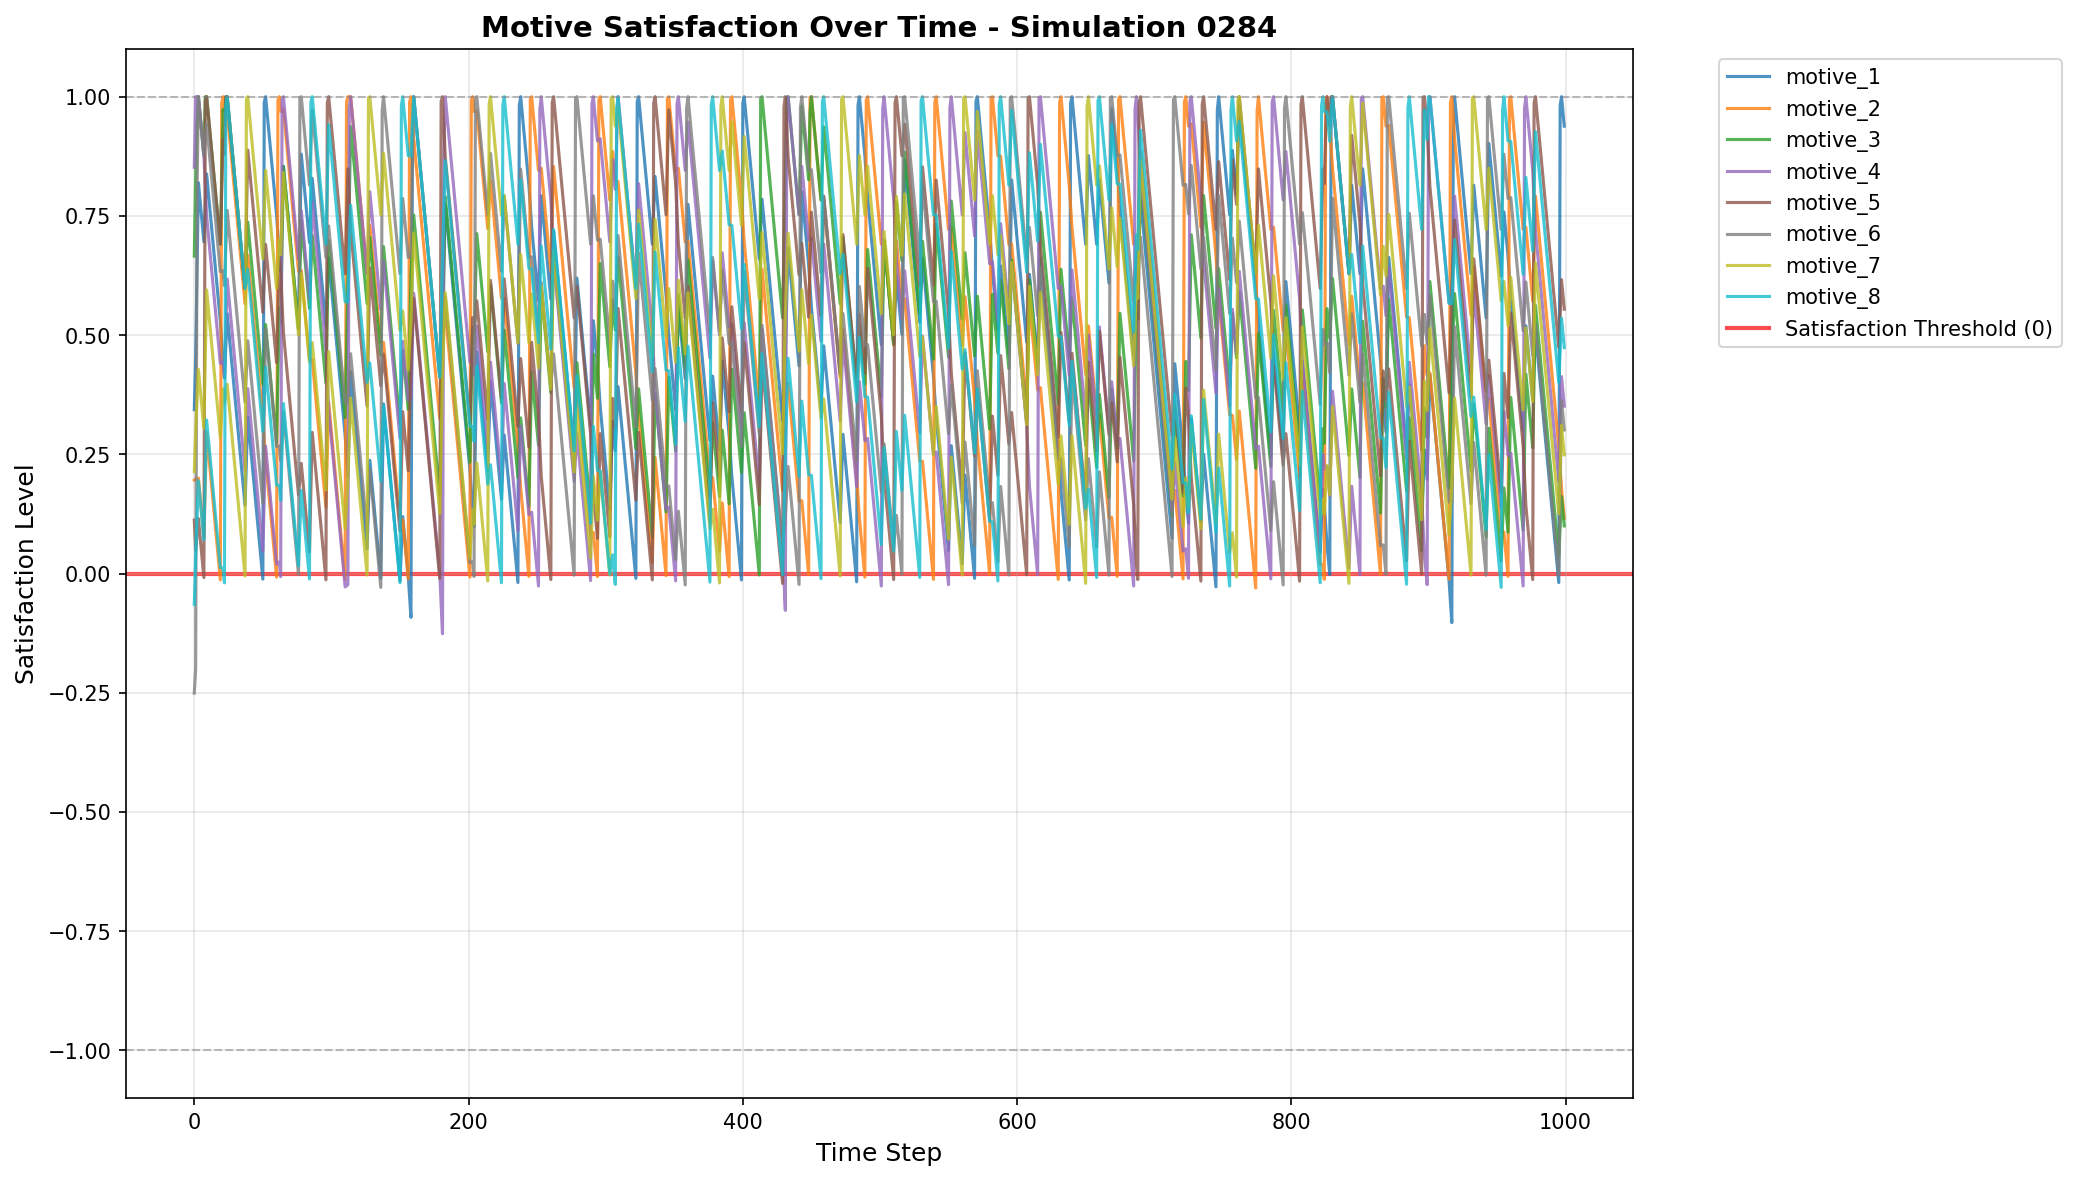 Motive Satisfaction Over Time - Simulation 0284
1.00
0.75
0.50
0.25
0.00
−0.25
−0.50
−0.75
−1.00
Satisfaction Level
0
200
400
600
800
1000
Time Step
motive_1
motive_2
motive_3
motive_4
motive_5
motive_6
motive_7
motive_8
Satisfaction Threshold (0)